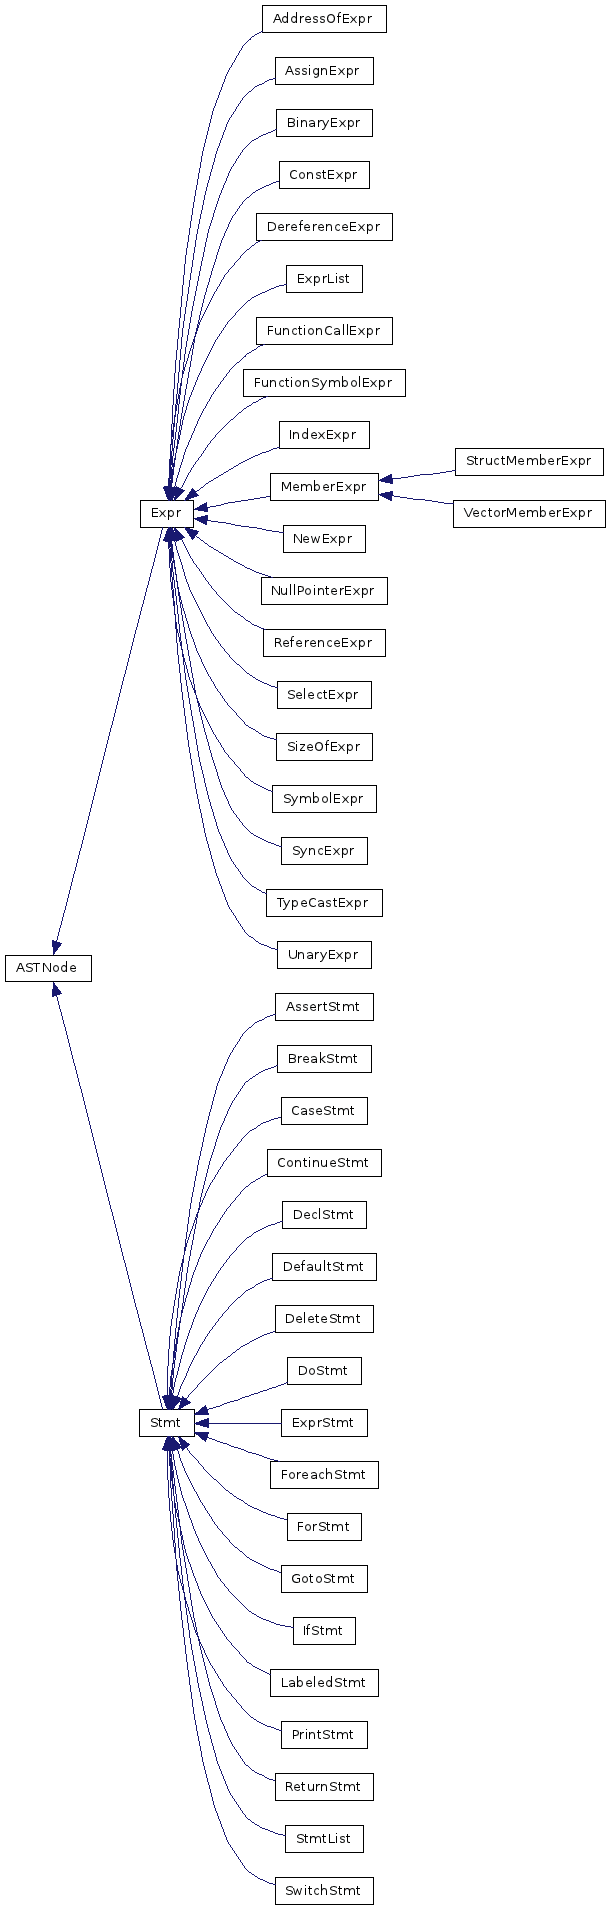 AddressOfExpr
AssignExpr
BinaryExpr
ConstExpr
DereferenceExpr
ExprList
FunctionCallExpr
FunctionSymbolExpr
IndexExpr
StructMemberExpr
MemberExpr
Expr
VectorMemberExpr
NewExpr
NullPointerExpr
ReferenceExpr
SelectExpr
SizeOfExpr
SymbolExpr
SyncExpr
TypeCastExpr
UnaryExpr
ASTNode
AssertStmt
BreakStmt
CaseStmt
ContinueStmt
DeclStmt
DefaultStmt
DeleteStmt
DoStmt
Stmt
ExprStmt
ForeachStmt
ForStmt
GotoStmt
IfStmt
LabeledStmt
PrintStmt
ReturnStmt
StmtList
SwitchStmt